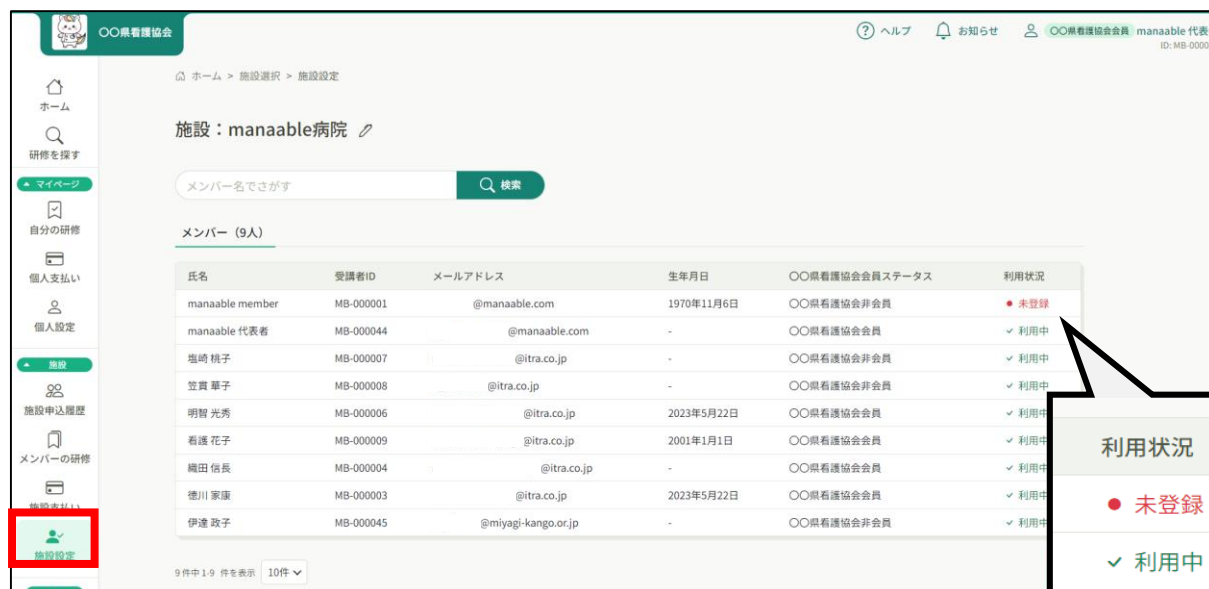 〇〇県看護協会
ヘルプ
お知らせ
〇〇県看護協会会員 manaable 代表
ID: MB-0000
ホーム > 施設選択 > 施設設定
ホーム
研修を探す
マイページ
自分の研修
個人支払い
個人設定
施設
施設申込履歴
メンバーの研修
施設支払い
施設設定
施設：manaable病院
メンバー名でさがす
検索
メンバー（9人）
氏名 受講者ID メールアドレス 生年月日 〇〇県看護協会会員ステータス 利用状況
manaable member MB-000001 @manaable.com 1970年11月6日 〇〇県看護協会非会員 未登録
manaable 代表者 MB-000044 @manaable.com - 〇〇県看護協会会員 利用中
塩崎 桃子 MB-000007 @itra.co.jp - 〇〇県看護協会非会員 利用中
笠貫 華子 MB-000008 @itra.co.jp - 〇〇県看護協会非会員 利用中
明智 光秀 MB-000006 @itra.co.jp 2023年5月22日 〇〇県看護協会会員 利用中
看護 花子 MB-000009 @itra.co.jp 2001年1月1日 〇〇県看護協会会員 利用中
織田 信長 MB-000004 @itra.co.jp - 〇〇県看護協会会員 利用中
徳川 家康 MB-000003 @itra.co.jp 2023年5月22日 〇〇県看護協会会員 利用中
伊達 政子 MB-000045 @miyagi-kango.or.jp - 〇〇県看護協会非会員 利用中
9件中1-9 件を表示 10件
利用状況
未登録
利用中